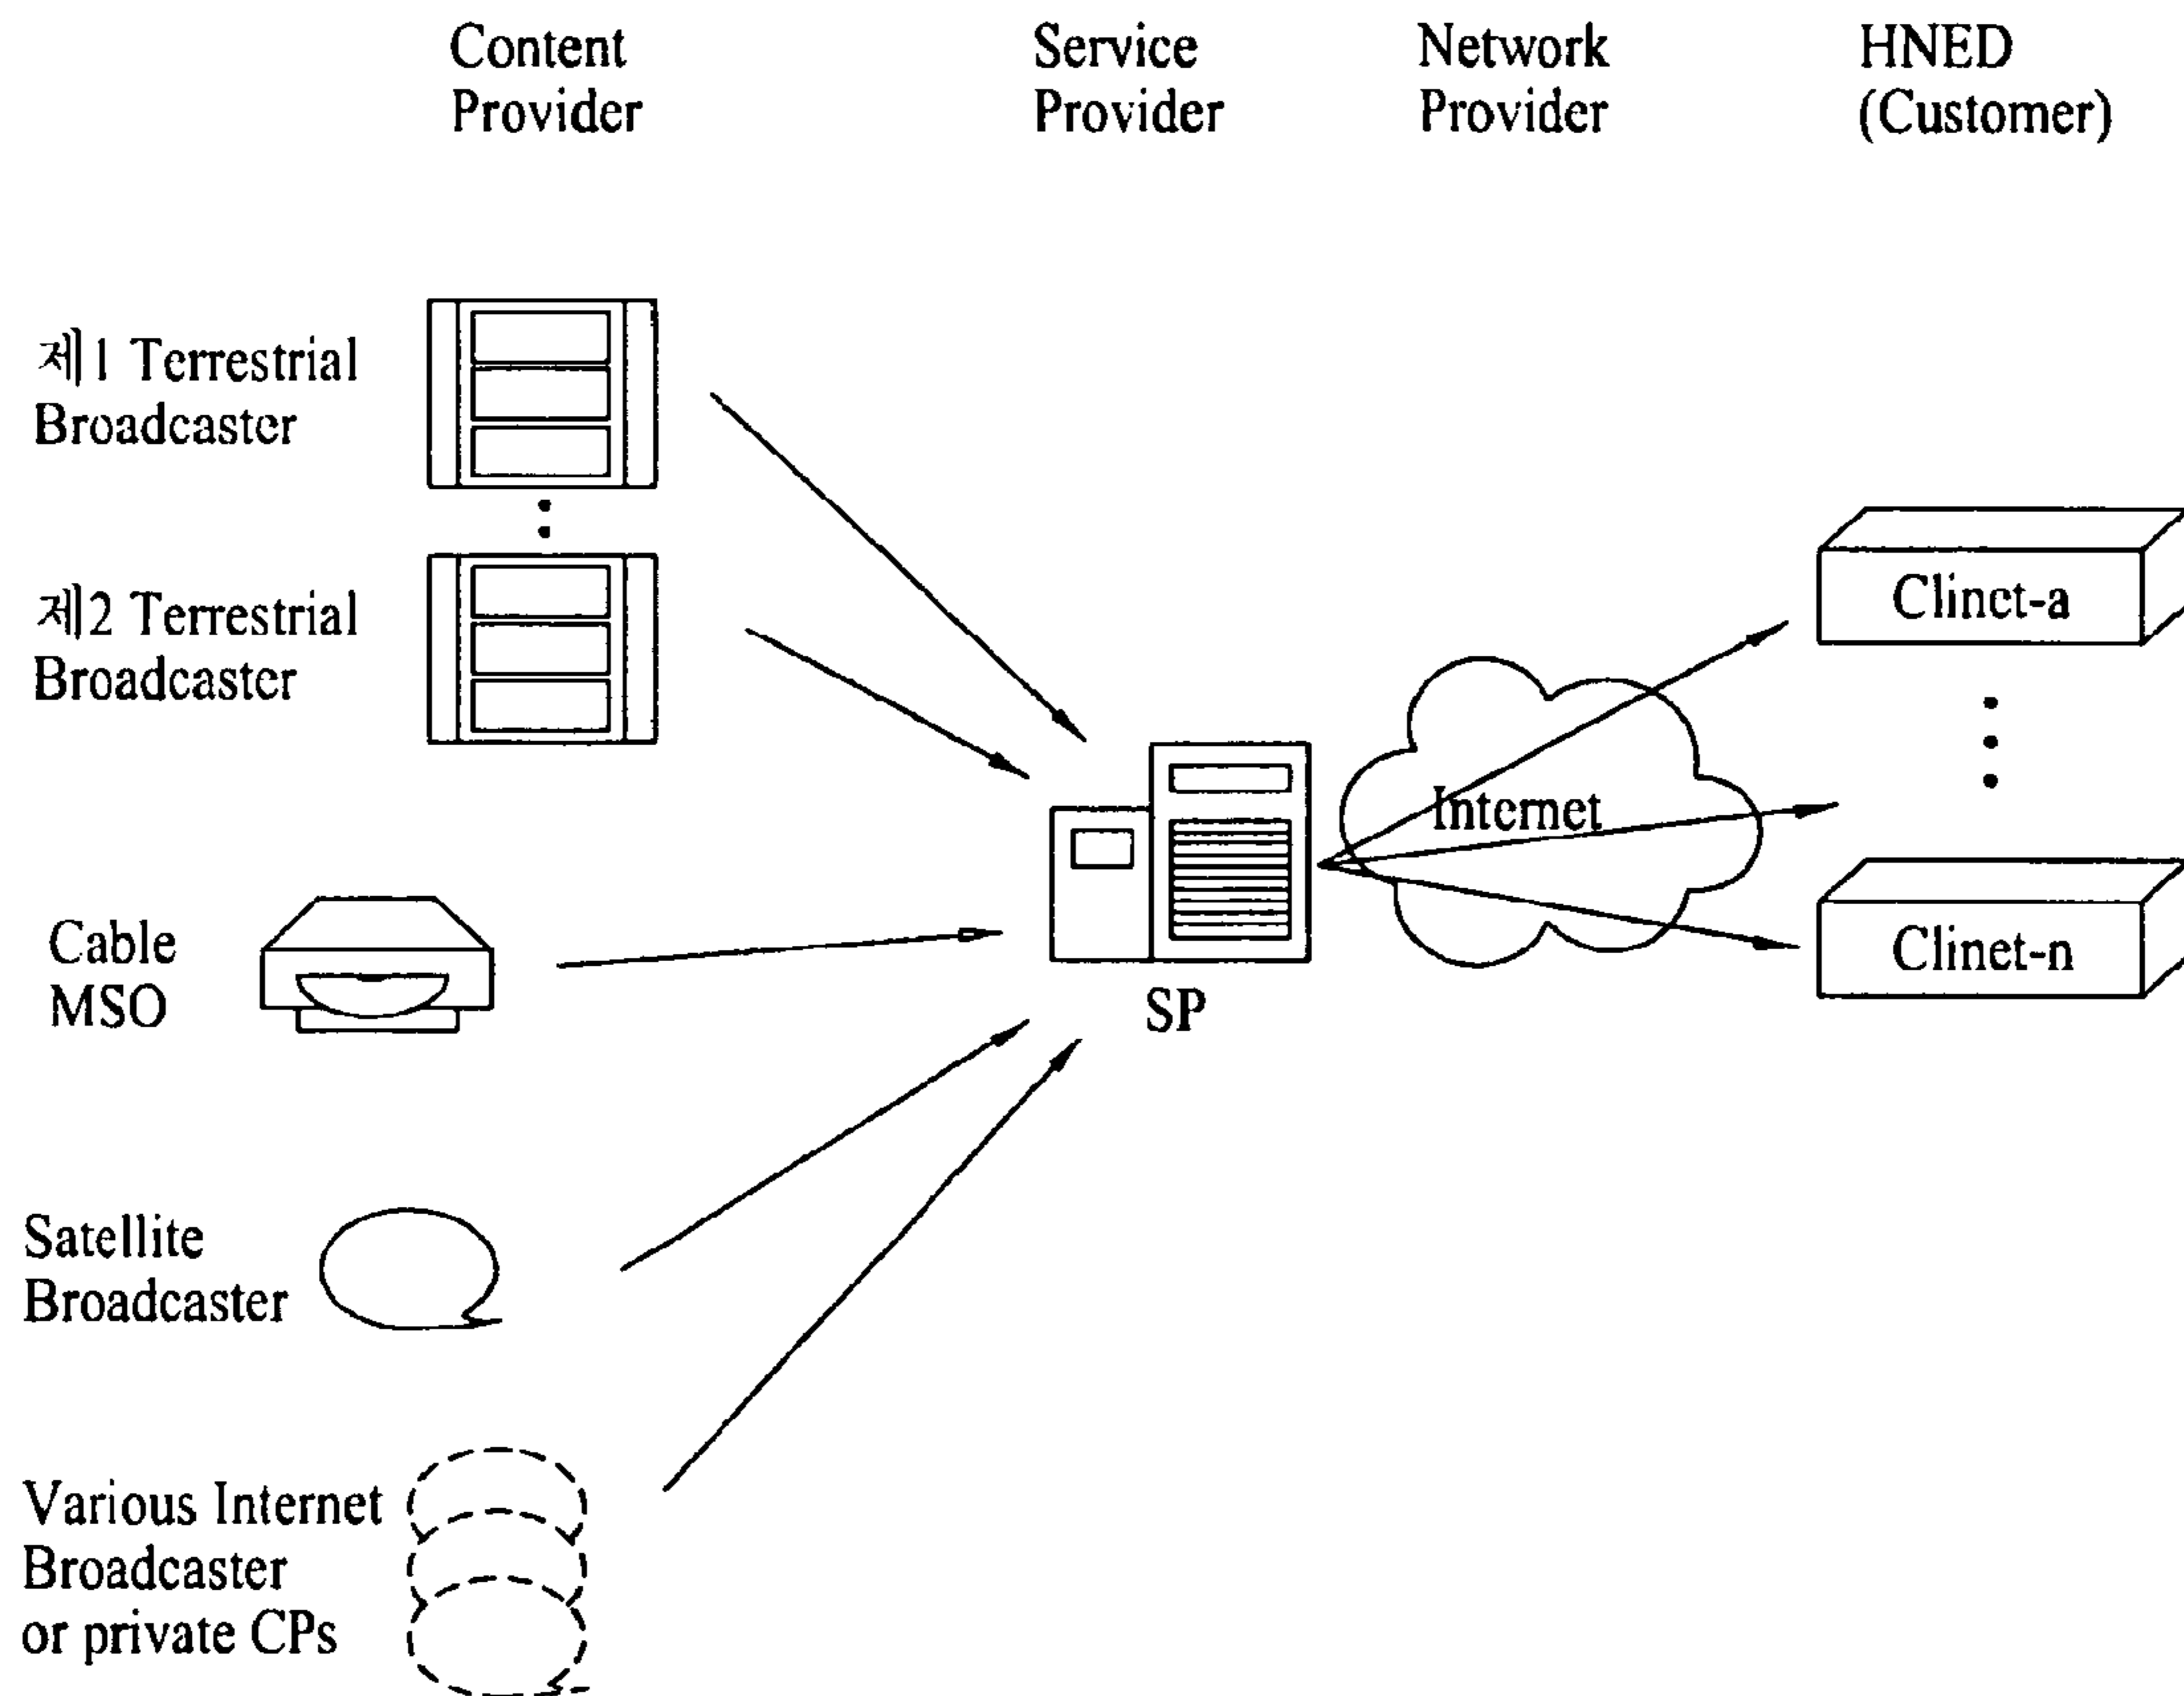 Content
Provider
Service
Provider
Network
Provider
HNED
(Customer)
제1 Terrestrial
Broadcaster
제2 Terrestrial
Broadcaster
Clinet-a
Internet
Cable
MSO
SP
Clinet-n
Satellite
Broadcaster
Various Internet
Broadcaster
or private CPs